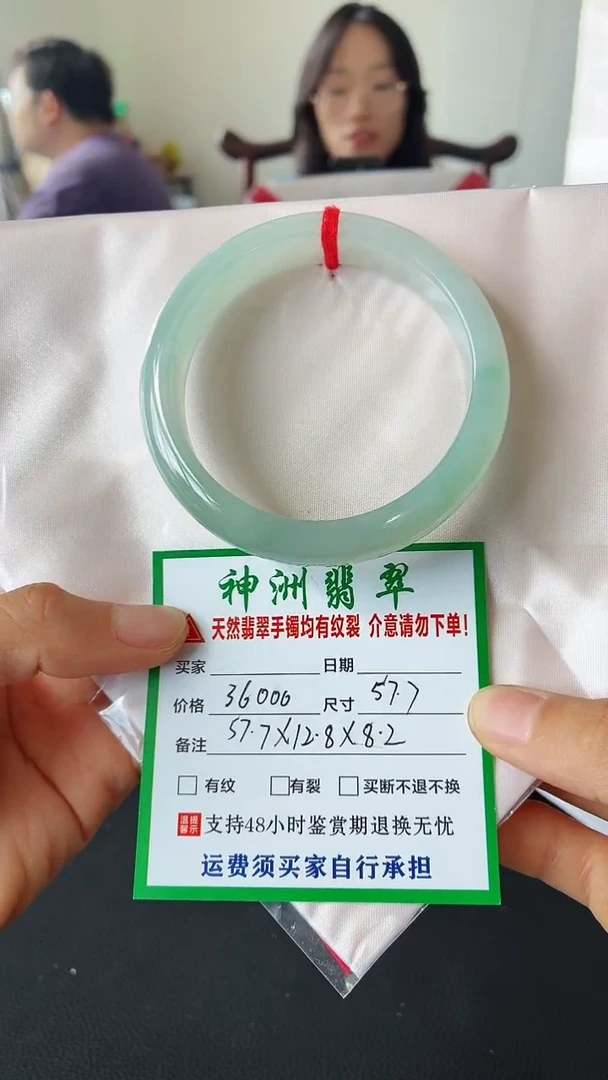 神洲翡翠
天然翡翠手镯均有纹裂 介意请勿下单!
买家 日期
价格 36000 尺寸 57.7
备注 57.7X12.8X8.2
有纹 有裂 买断不退不换
温馨提示 支持48小时鉴赏期退换无忧
运费须买家自行承担